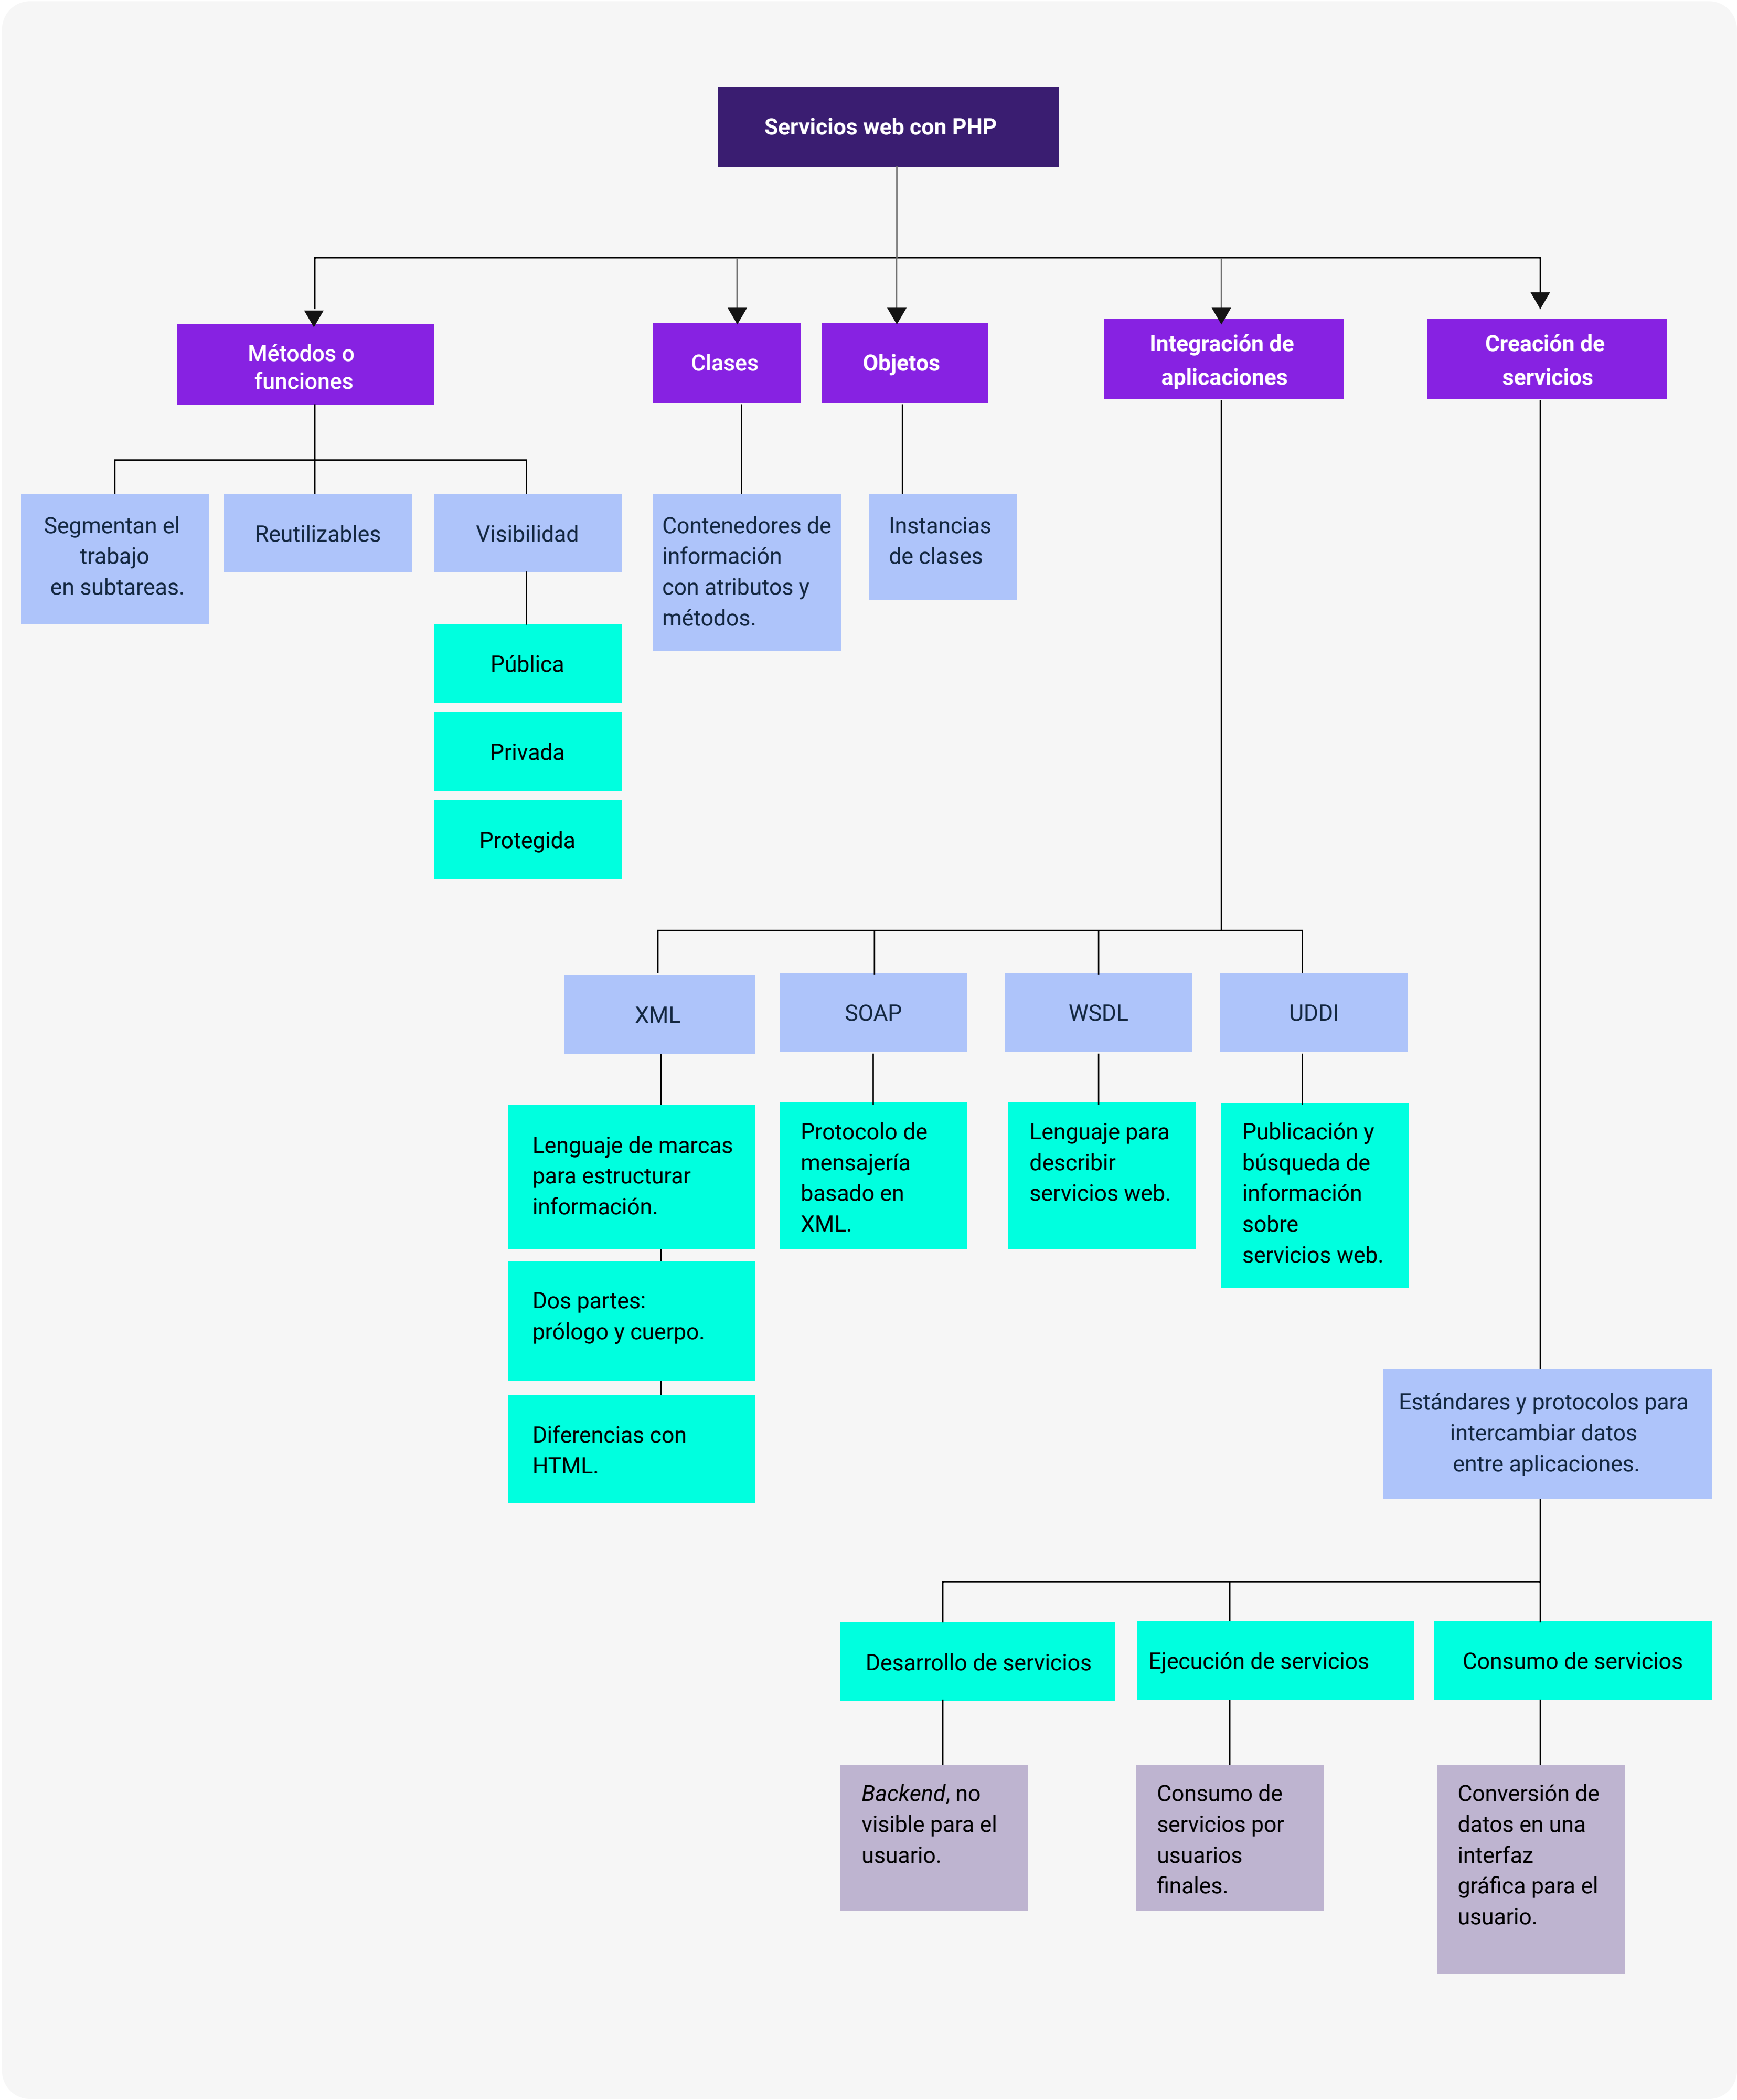 Servicios web con PHP
Métodos o
funciones
Clases
Objetos
Integración de
aplicaciones
Creación de
servicios
Segmentan el
trabajo
en subtareas.
Reutilizables
Visibilidad
Contenedores de
información
con atributos y
métodos.
Instancias
de clases
Pública
Privada
Protegida
XML
SOAP
WSDL
UDDI
Lenguaje de marcas
para estructurar
información.
Protocolo de
mensajería
basado en
XML.
Lenguaje para
describir
servicios web.
Publicación y
búsqueda de
información
sobre
servicios web.
Dos partes:
prólogo y cuerpo.
Diferencias con
HTML.
Estándares y protocolos para
intercambiar datos
entre aplicaciones.
Desarrollo de servicios
Ejecución de servicios
Consumo de servicios
Backend, no
visible para el
usuario.
Consumo de
servicios por
usuarios
finales.
Conversión de
datos en una
interfaz
gráfica para el
usuario.